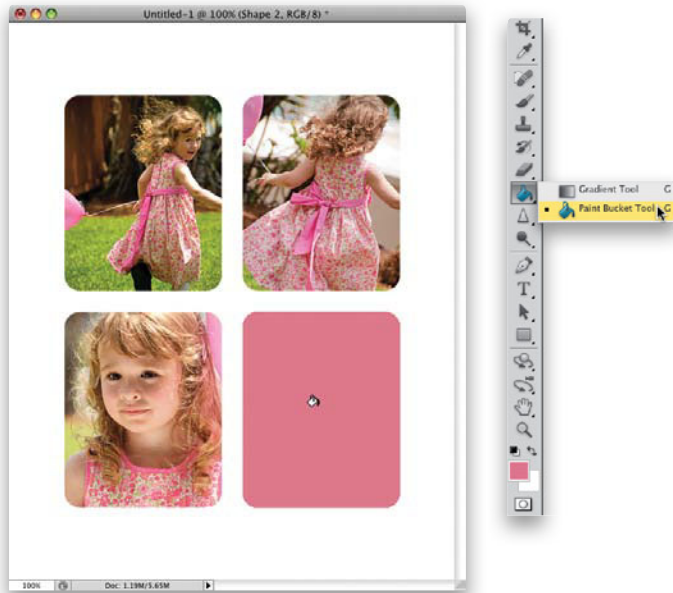 Untitled-1 @ 100% (Shape 2, RGB/8) *
Gradient Tool G
Paint Bucket Tool G
T
100% Doc: 1.19M/5.65M